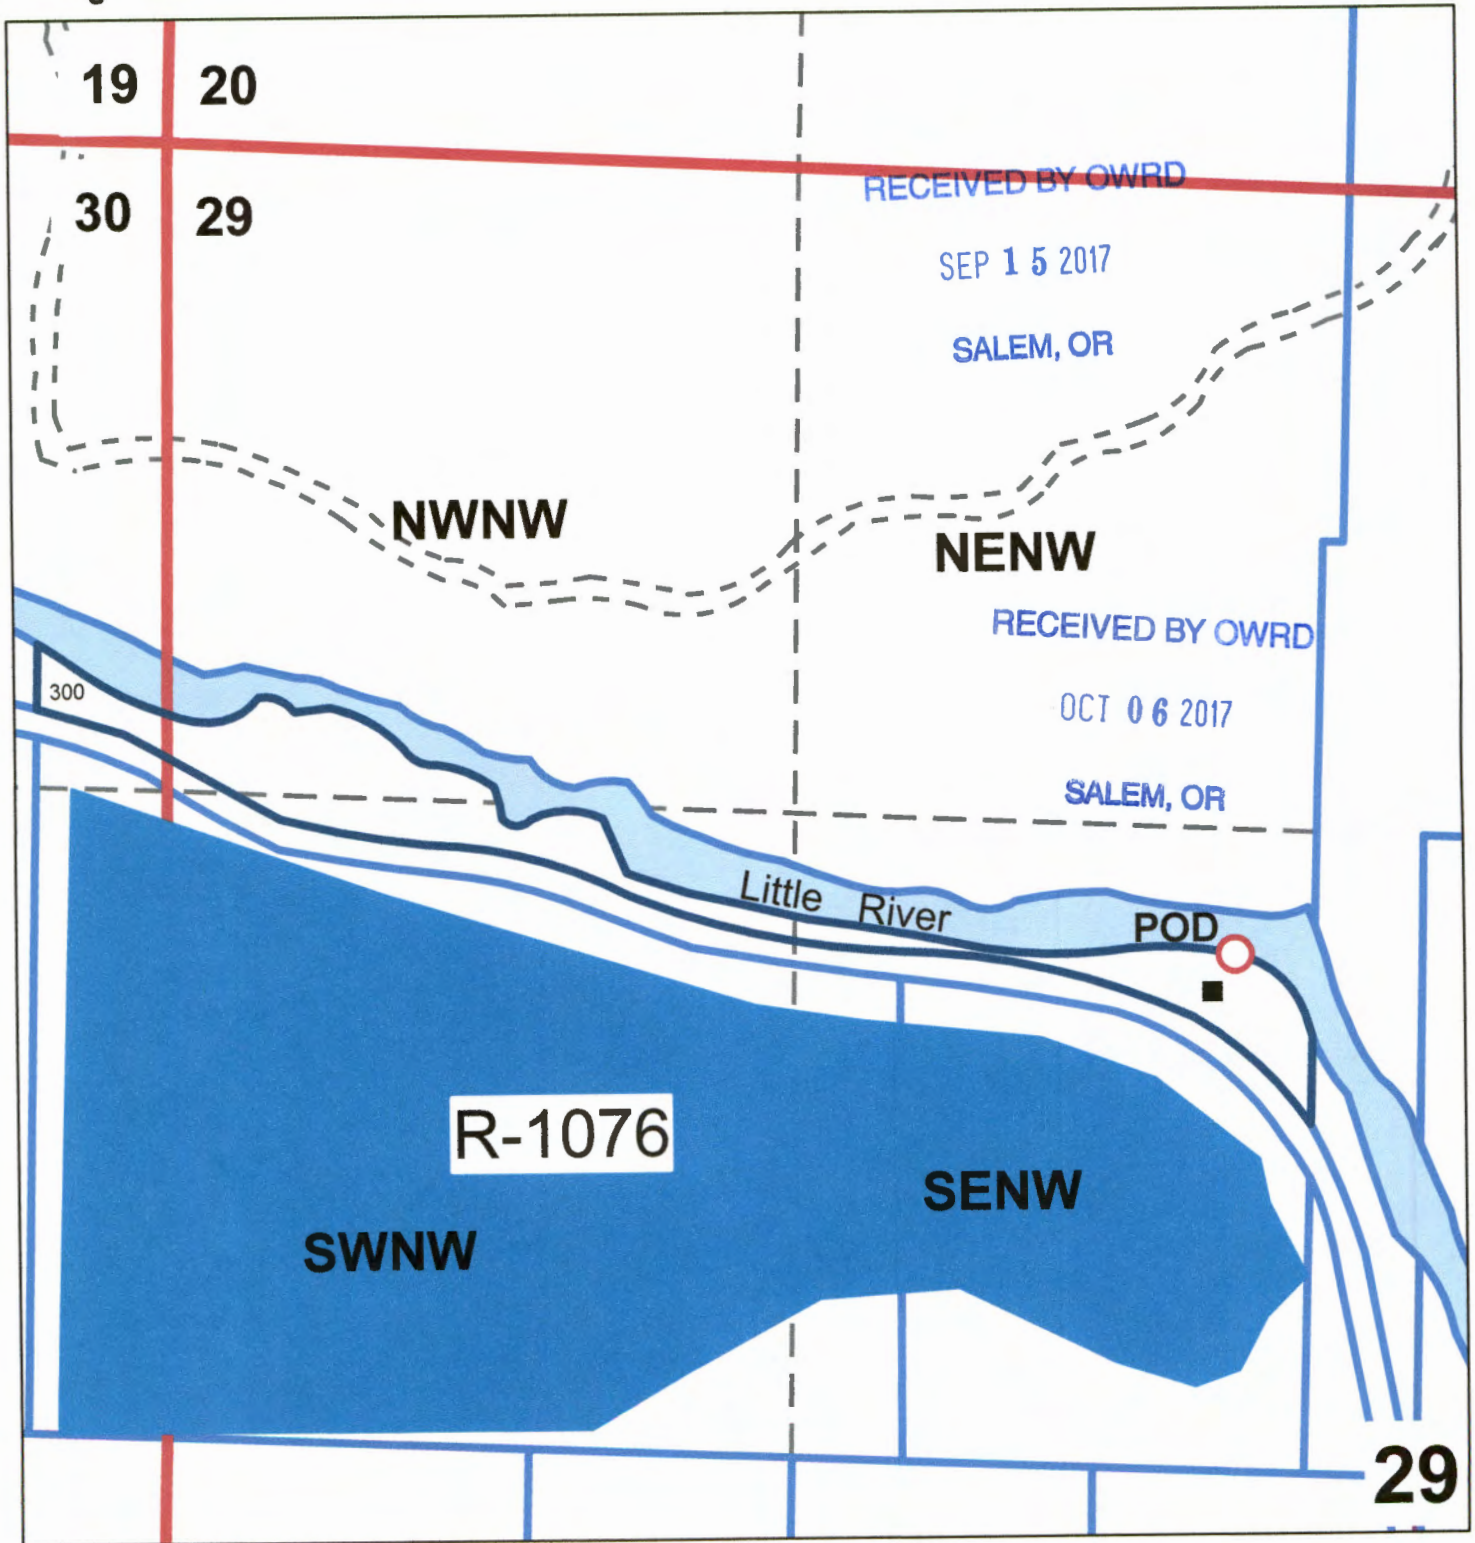 19 20
30 29
RECEIVED BY OWRD
SEP 15 2017
SALEM, OR
NWNW
NENW
RECEIVED BY OWRD
OCT 06 2017
SALEM, OR
300
Little River
POD
R-1076
SENW
SWNW
29